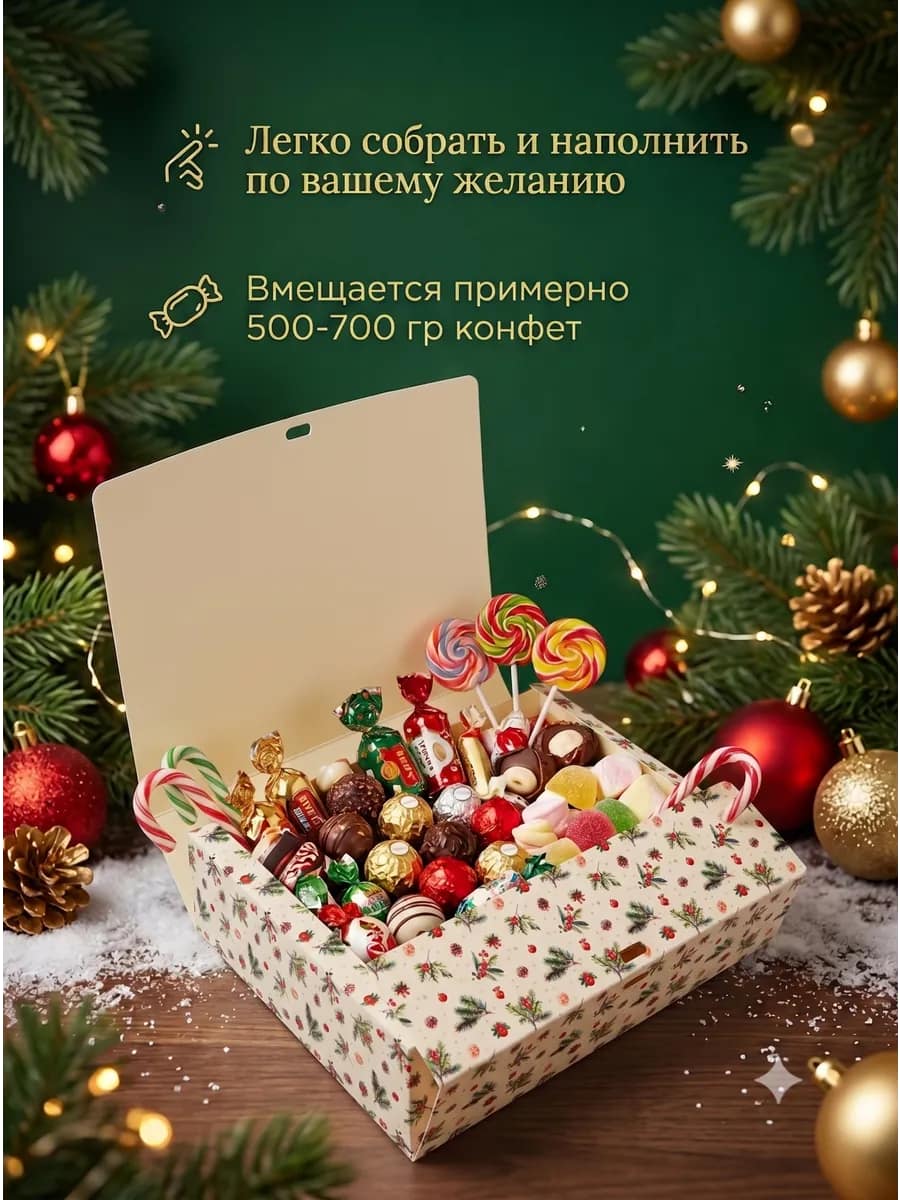 Легко собрать и наполнить
по вашему желанию
Вмещается примерно
500-700 гр конфет